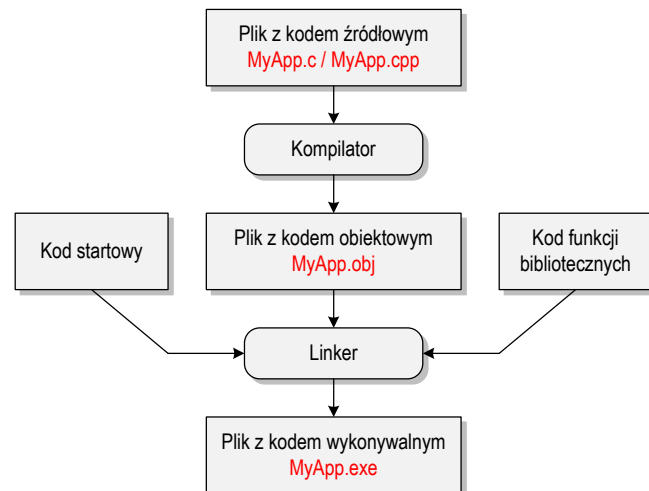 Plik z kodem źródłowym
MyApp.c / MyApp.cpp
Kompilator
Kod startowy
Plik z kodem obiektowym
MyApp.obj
Kod funkcji
bibliotecznych
Linker
Plik z kodem wykonywalnym
MyApp.exe